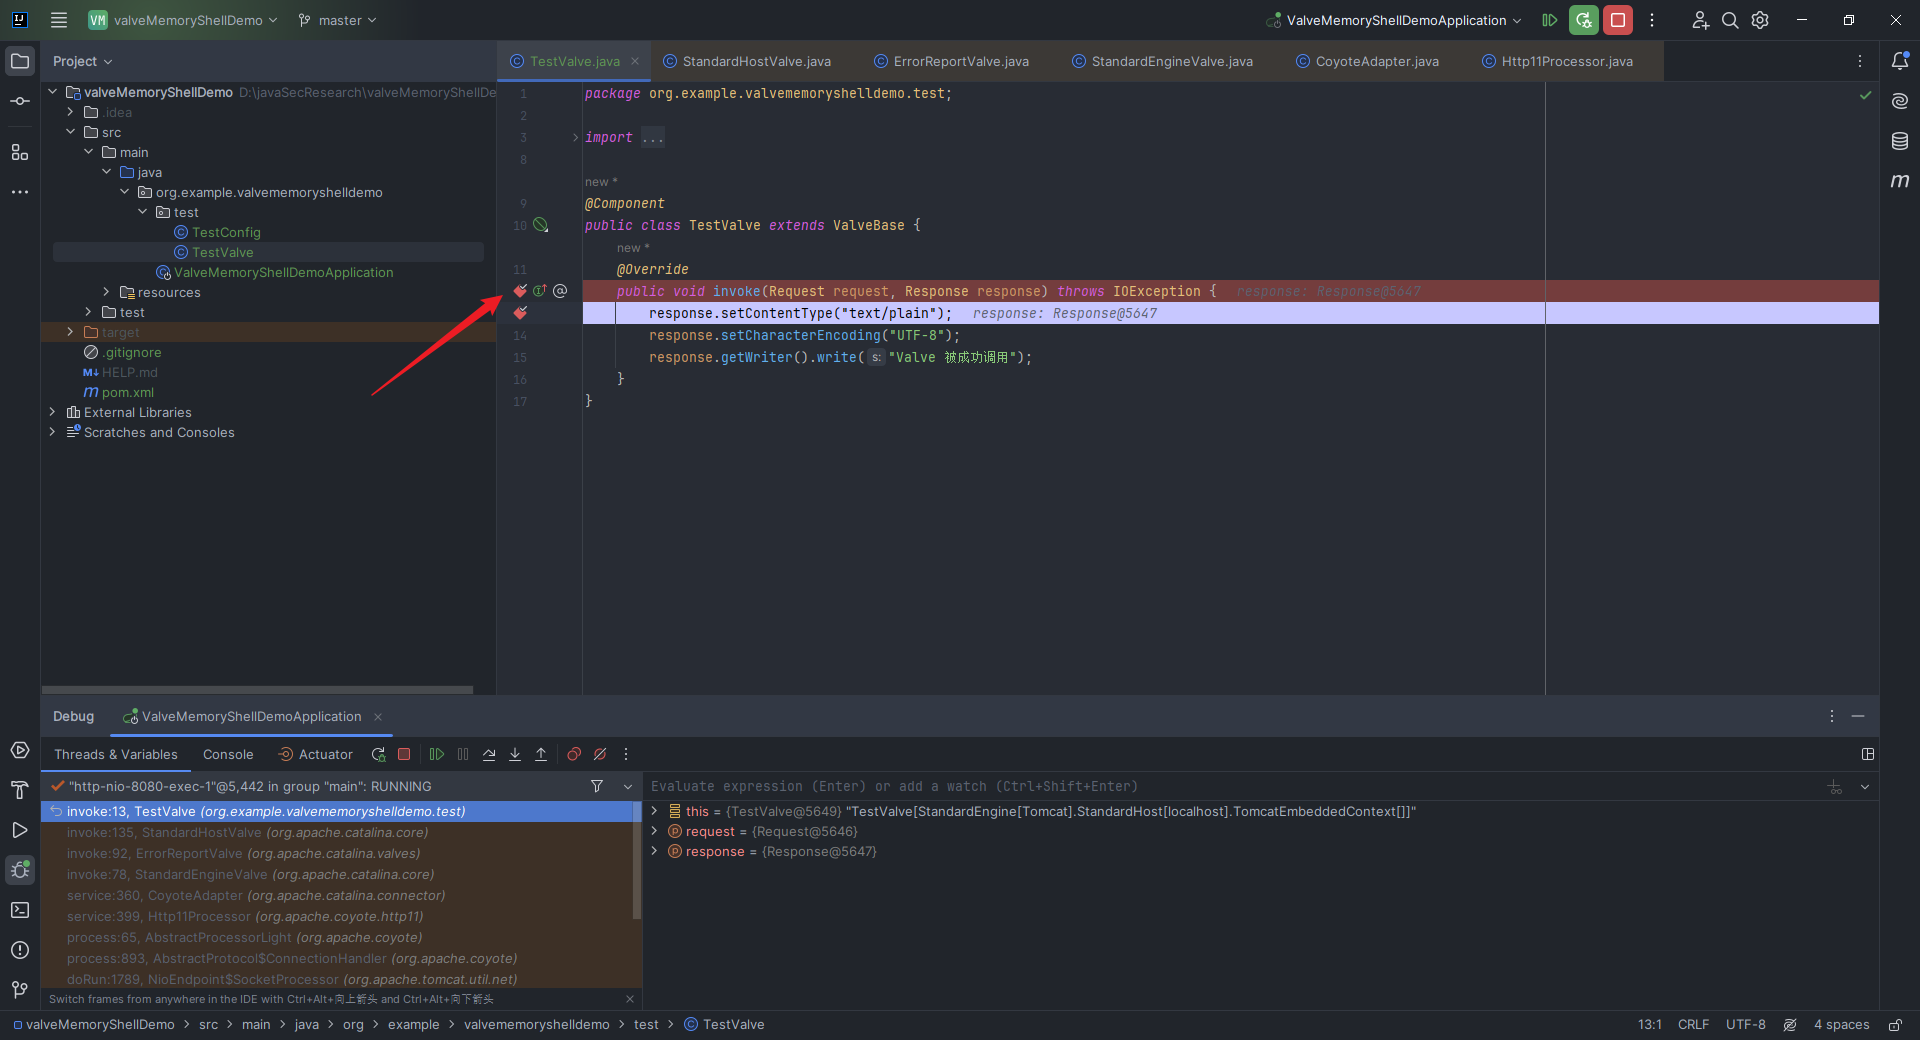 VM valveMemoryShellDemo master ValveMemoryShellDemoApplication
Project
TestValve.java StandardHostValve.java ErrorReportValve.java StandardEngineValve.java CoyoteAdapter.java Http11Processor.java
valveMemoryShellDemo D:\javaSecResearch\valveMemoryShellDe
.idea
src
main
java
org.example.valvememoryshelldemo
test
TestConfig
TestValve
ValveMemoryShellDemoApplication
resources
test
target
.gitignore
M↓ HELP.md
m pom.xml
External Libraries
Scratches and Consoles
1 package org.example.valvememoryshelldemo.test;
2
3 import ...
8
new *
9 @Component
10 public class TestValve extends ValveBase {
new *
11 @Override
public void invoke(Request request, Response response) throws IOException { response: Response@5647
response.setContentType("text/plain"); response: Response@5647
14 response.setCharacterEncoding("UTF-8");
15 response.getWriter().write( s: "Valve 被成功调用");
16 }
17 }
m
Debug ValveMemoryShellDemoApplication
Threads & Variables Console Actuator
"http-nio-8080-exec-1"@5,442 in group "main": RUNNING
invoke:13, TestValve (org.example.valvememoryshelldemo.test)
invoke:135, StandardHostValve (org.apache.catalina.core)
invoke:92, ErrorReportValve (org.apache.catalina.valves)
invoke:78, StandardEngineValve (org.apache.catalina.core)
service:360, CoyoteAdapter (org.apache.catalina.connector)
service:399, Http11Processor (org.apache.coyote.http11)
process:65, AbstractProcessorLight (org.apache.coyote)
process:893, AbstractProtocol$ConnectionHandler (org.apache.coyote)
doRun:1789, NioEndpoint$SocketProcessor (org.apache.tomcat.util.net)
Switch frames from anywhere in the IDE with Ctrl+Alt+向上箭头 and Ctrl+Alt+向下箭头
Evaluate expression (Enter) or add a watch (Ctrl+Shift+Enter)
this = {TestValve@5649} "TestValve[StandardEngine[Tomcat].StandardHost[localhost].TomcatEmbeddedContext[]]"
request = {Request@5646}
response = {Response@5647}
valveMemoryShellDemo > src > main > java > org > example > valvememoryshelldemo > test > TestValve
13:1 CRLF UTF-8 4 spaces